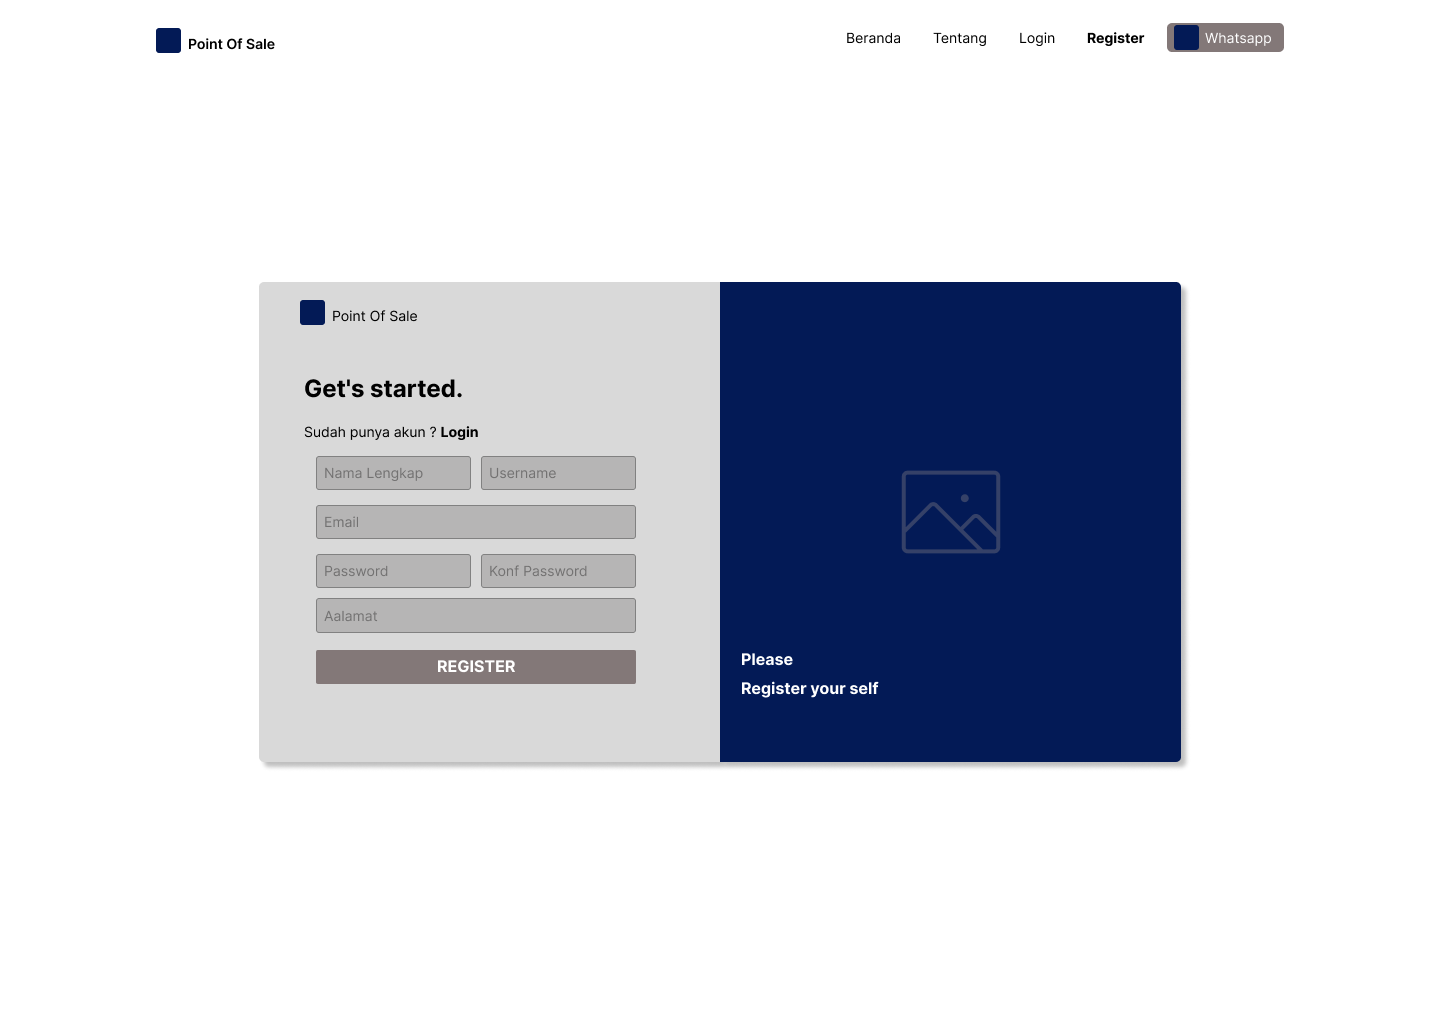 Point Of Sale
Beranda Tentang Login Register Whatsapp
Point Of Sale
Get's started.
Sudah punya akun ? Login
Nama Lengkap Username
Email
Password Konf Password
Aalamat
REGISTER
Please
Register your self